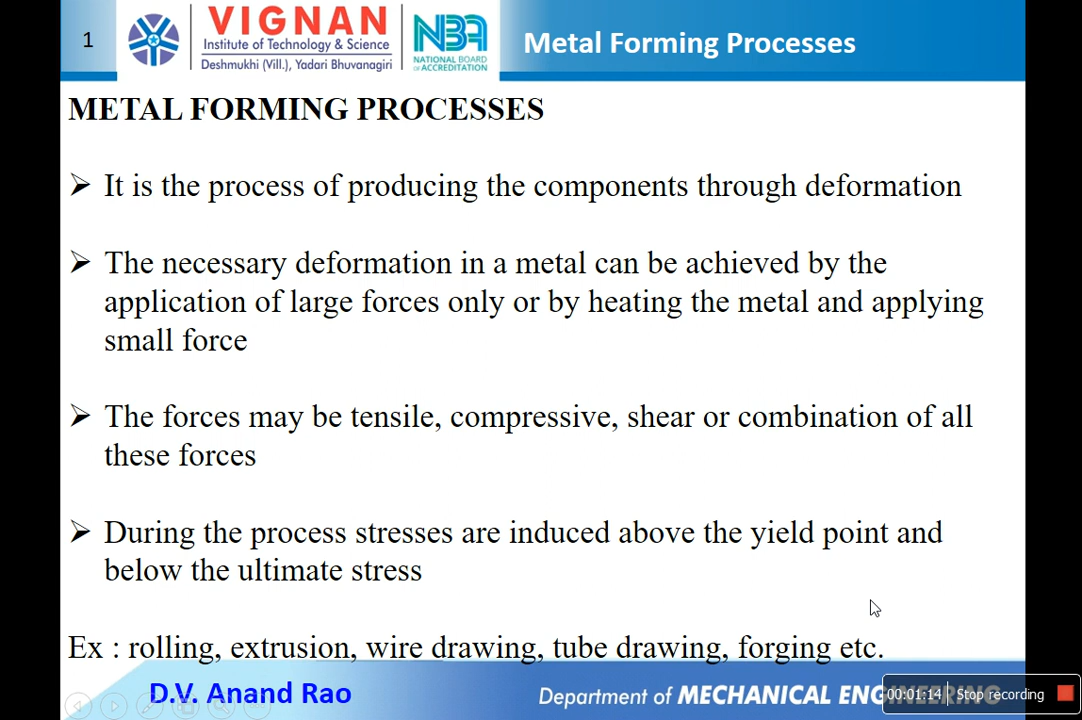 1
VIGNAN
Institute of Technology & Science
Deshmukhi (Vill.), Yadari Bhuvanagiri
NBA
NATIONAL BOARD
OF ACCREDITATION
Metal Forming Processes
METAL FORMING PROCESSES
➢ It is the process of producing the components through deformation
➢ The necessary deformation in a metal can be achieved by the
application of large forces only or by heating the metal and applying
small force
➢ The forces may be tensile, compressive, shear or combination of all
these forces
➢ During the process stresses are induced above the yield point and
below the ultimate stress
Ex : rolling, extrusion, wire drawing, tube drawing, forging etc.
D.V. Anand Rao
Department of MECHANICAL ENGINEERING
00:01:14 Stop recording